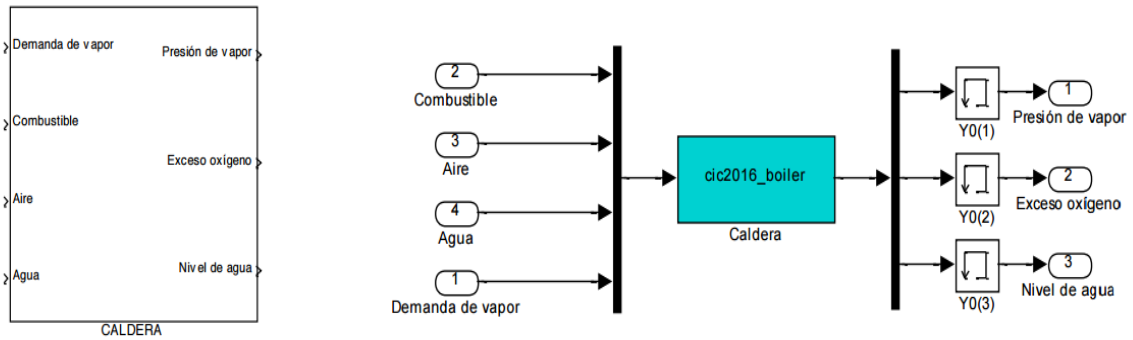 Demanda de vapor
Presión de vapor
Combustible
Exceso oxígeno
Aire
Agua
Nivel de agua
CALDERA
2
Combustible
3
Aire
4
Agua
1
Demanda de vapor
cic2016_boiler
Caldera
Y0(1)
1
Presión de vapor
Y0(2)
2
Exceso oxígeno
Y0(3)
3
Nivel de agua